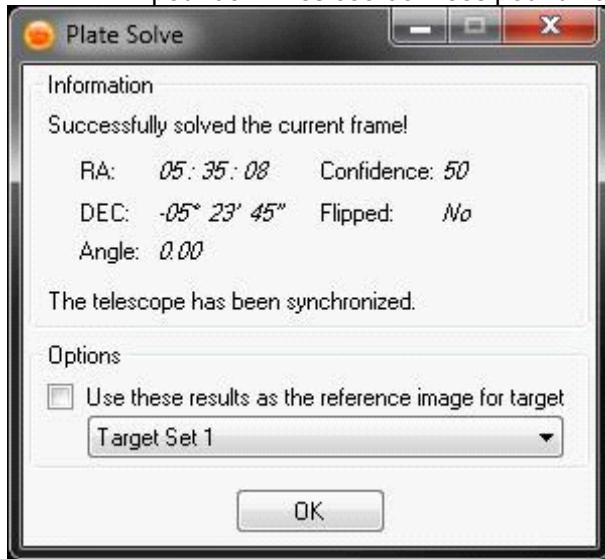 Plate Solve
Information
Successfully solved the current frame!
RA: 05 : 35 : 08 Confidence: 50
DEC: -05° 23' 45" Flipped: No
Angle: 0.00
The telescope has been synchronized.
Options
Use these results as the reference image for target
Target Set 1
OK